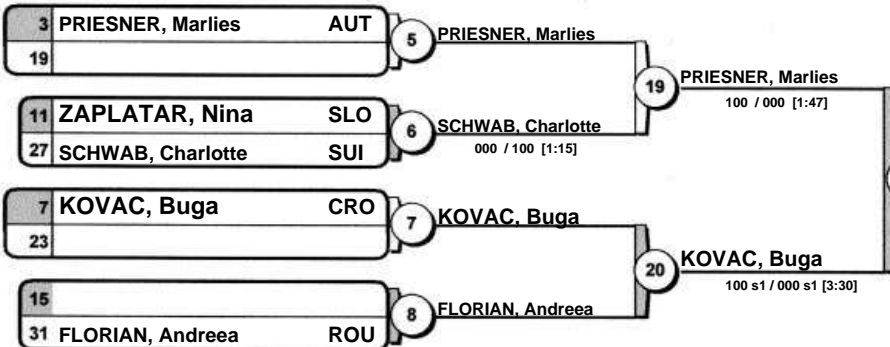 3 PRIESNER, Marlies AUT
19
5
PRIESNER, Marlies
11 ZAPLATAR, Nina SLO
27 SCHWAB, Charlotte SUI
6
SCHWAB, Charlotte
000 / 100 [1:15]
19
PRIESNER, Marlies
100 / 000 [1:47]
7 KOVAC, Buga CRO
23
7
KOVAC, Buga
15
31 FLORIAN, Andreea ROU
8
FLORIAN, Andreea
20
KOVAC, Buga
100 s1 / 000 s1 [3:30]